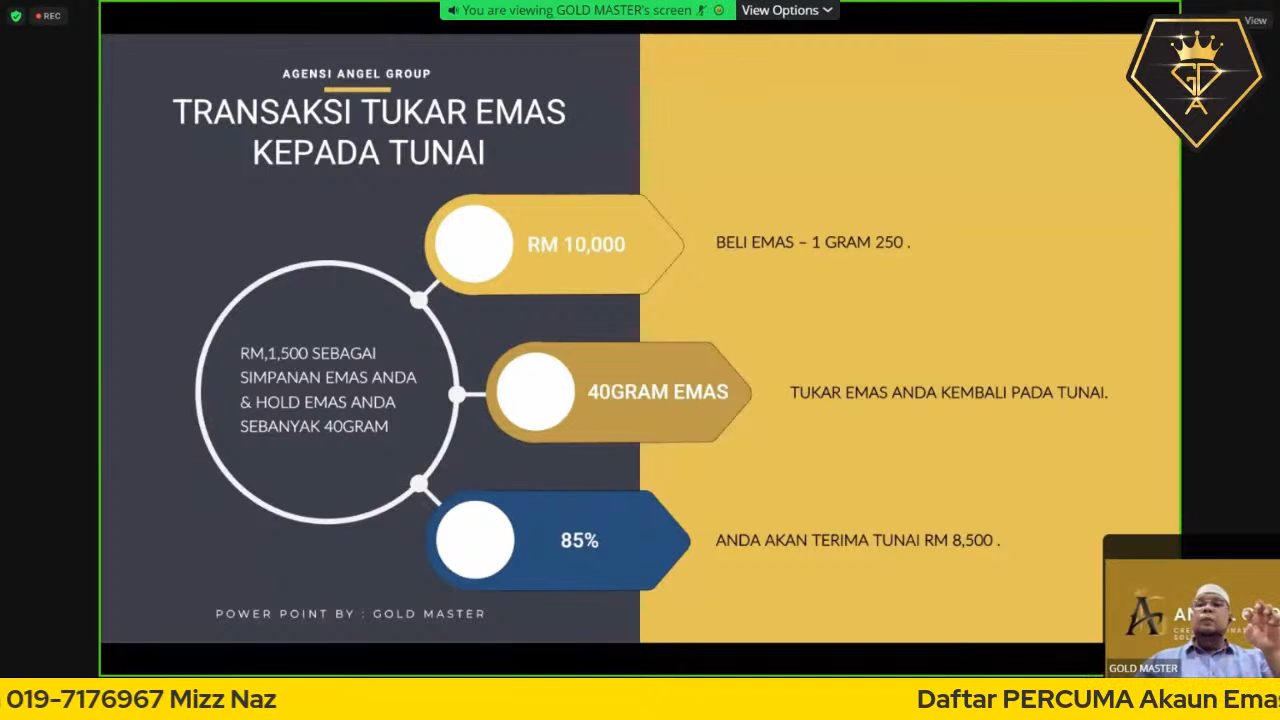 REC
You are viewing GOLD MASTER's screen
View Options
View
AGENSI ANGEL GROUP
TRANSAKSI TUKAR EMAS
KEPADA TUNAI
RM 10,000
BELI EMAS – 1 GRAM 250 .
RM,1,500 SEBAGAI
SIMPANAN EMAS ANDA
& HOLD EMAS ANDA
SEBANYAK 40GRAM
40GRAM EMAS
TUKAR EMAS ANDA KEMBALI PADA TUNAI.
85%
ANDA AKAN TERIMA TUNAI RM 8,500 .
POWER POINT BY : GOLD MASTER
GOLD MASTER
019-7176967 Mizz Naz
Daftar PERCUMA Akaun Emas